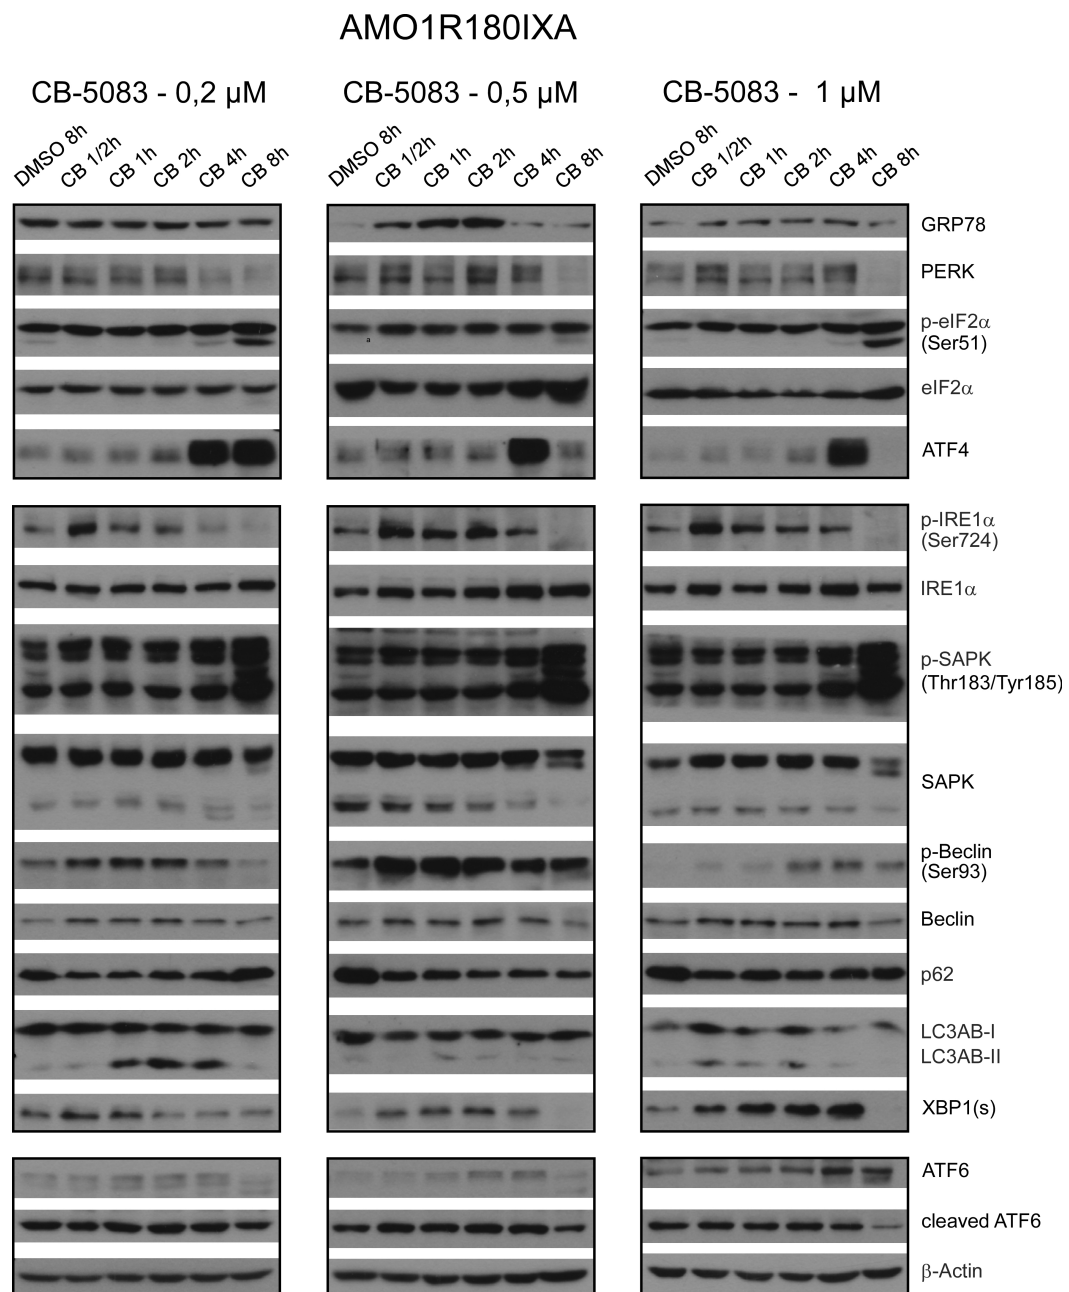 AMO1R180IXA
CB-5083 - 0,2 µM
CB-5083 - 0,5 µM
CB-5083 -  1 µM
DMSO 8h
CB 1/2h
CB 1h
CB 2h
CB 4h
CB 8h
DMSO 8h
CB 1/2h
CB 1h
CB 2h
CB 4h
CB 8h
DMSO 8h
CB 1/2h
CB 1h
CB 2h
CB 4h
CB 8h
GRP78
PERK
p-eIF2α
(Ser51)
eIF2α
ATF4
p-IRE1α
(Ser724)
IRE1α
p-SAPK
(Thr183/Tyr185)
SAPK
p-Beclin
(Ser93)
Beclin
p62
LC3AB-I
LC3AB-II
XBP1(s)
ATF6
cleaved ATF6
β-Actin